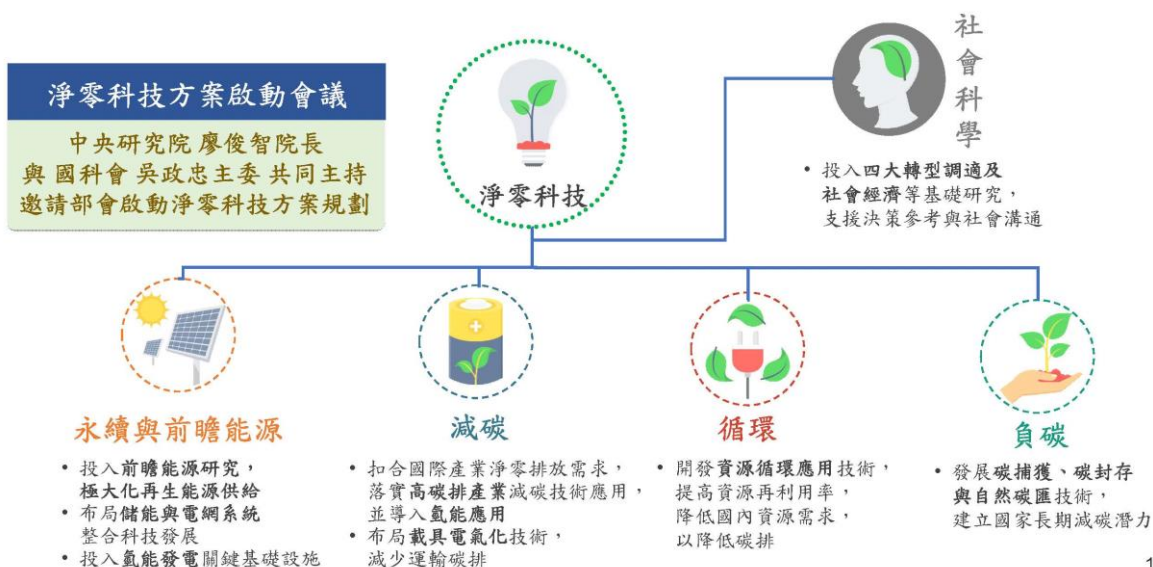 淨零科技方案啟動會議
中央研究院 廖俊智院長
與 國科會 吳政忠主委 共同主持
邀請部會啟動淨零科技方案規劃
淨零科技
社會科學
• 投入四大轉型調適及
社會經濟等基礎研究，
支援決策參考與社會溝通
永續與前瞻能源
• 投入前瞻能源研究，
極大化再生能源供給
• 布局儲能與電網系統
整合科技發展
• 投入氫能發電關鍵基礎設施
減碳
• 扣合國際產業淨零排放需求，
落實高碳排產業減碳技術應用，
並導入氫能應用
• 布局載具電氣化技術，
減少運輸碳排
循環
• 開發資源循環應用技術，
提高資源再利用率，
降低國內資源需求，
以降低碳排
負碳
• 發展碳捕獲、碳封存
與自然碳匯技術，
建立國家長期減碳潛力
1